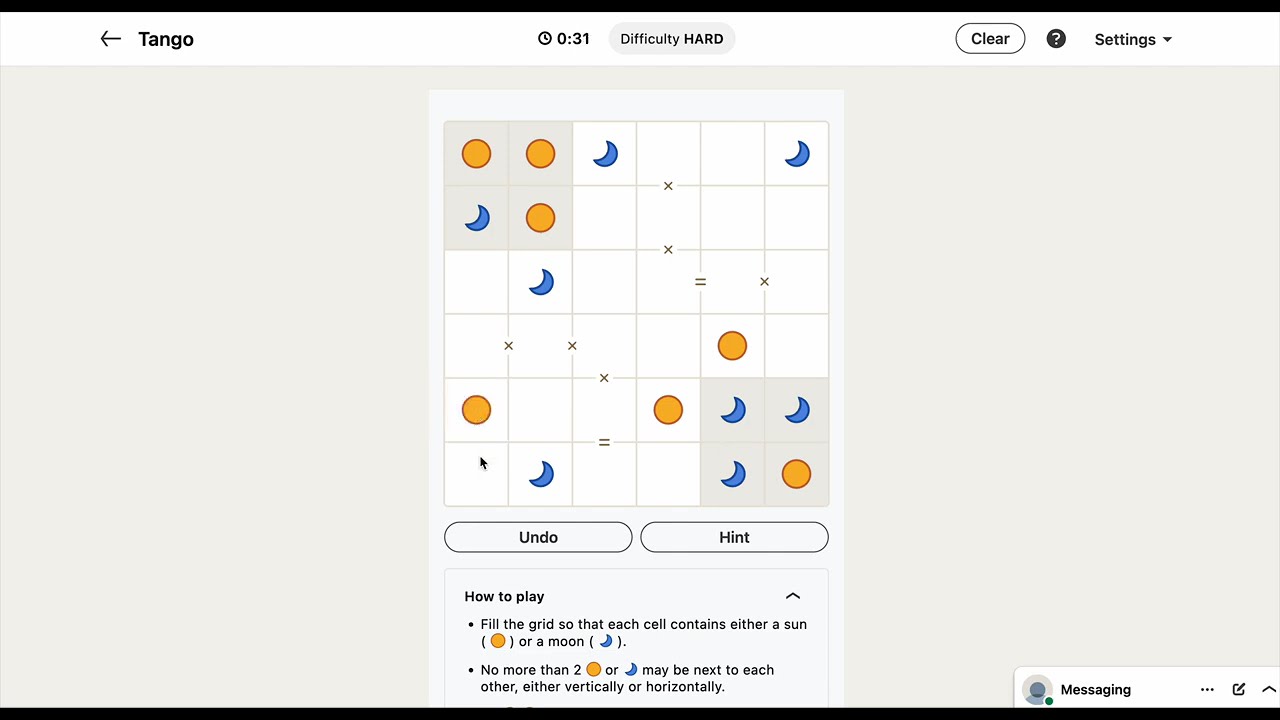 Tango
0:31
Difficulty HARD
Clear
?
Settings
×
×
= ×
× ×
×
=
Undo
Hint
How to play
• Fill the grid so that each cell contains either a sun
( ) or a moon ( ).
• No more than 2 or may be next to each
other, either vertically or horizontally.
Messaging